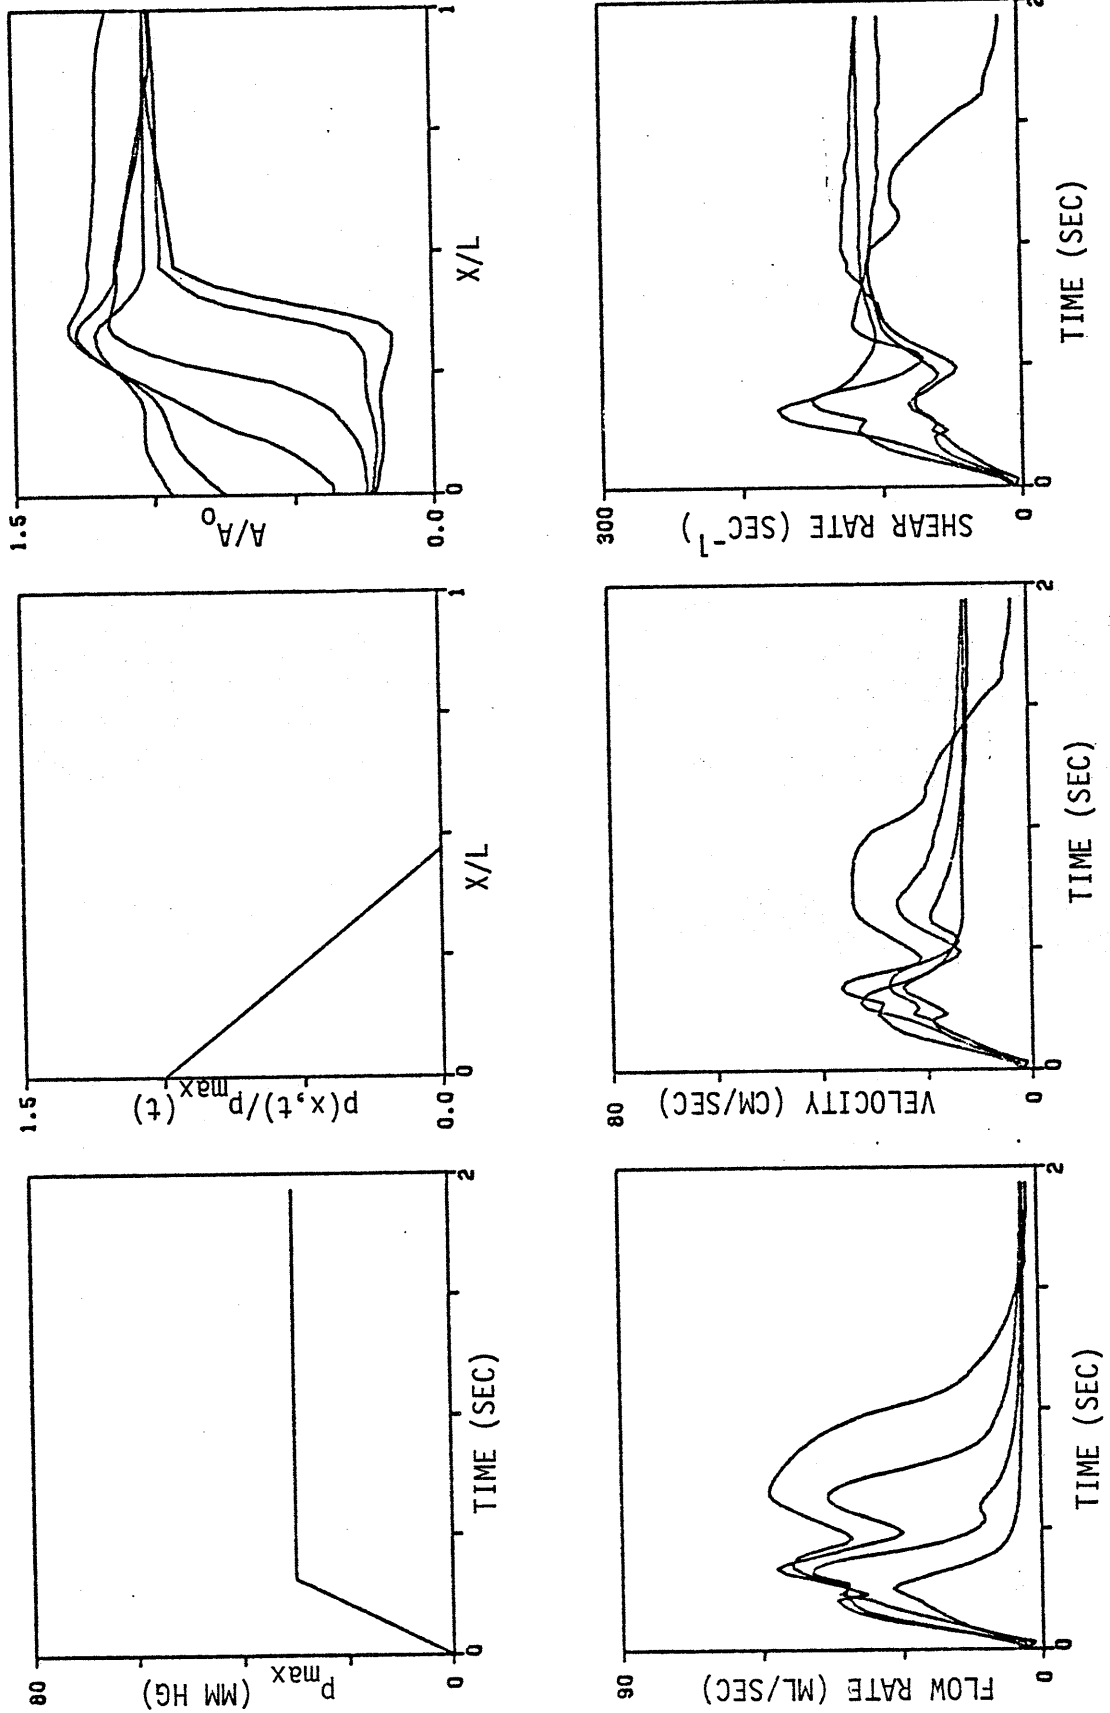 80
P max (MM HG)
0
0
2
TIME (SEC)
1.5
p(x,t)/p max (t)
0.0
0
1
X/L
1.5
A/A0
0.0
0
1
X/L
90
FLOW RATE (ML/SEC)
0
0
2
TIME (SEC)
80
VELOCITY (CM/SEC)
0
0
2
TIME (SEC)
300
SHEAR RATE (SEC-1)
0
0
2
TIME (SEC)